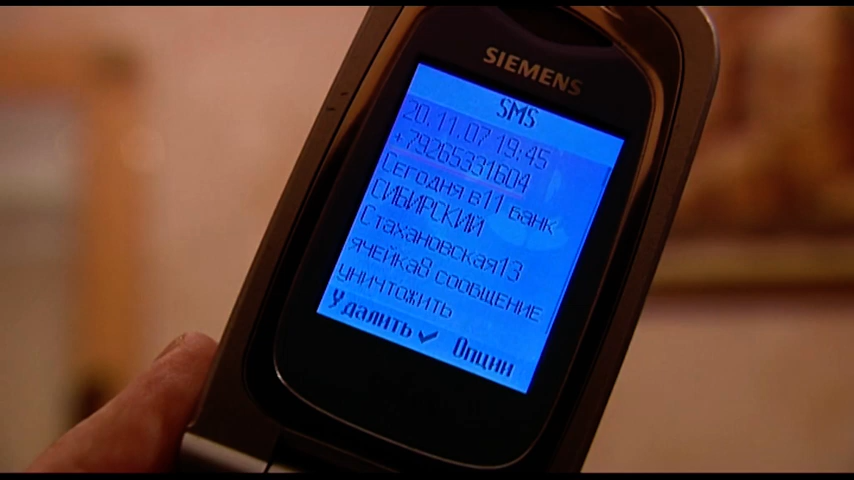 SIEMENS
SMS
20.11.07 19:45
+79265331604
Сегодня в11 банк
СИБИРСКИЙ
Стахановская13
ячейка8 сообщение
уничтожить
Удалить ✓ Опции